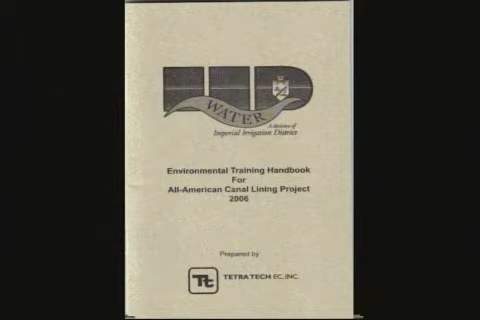 IID
WATER
A division of
Imperial Irrigation District
Environmental Training Handbook
For
All-American Canal Lining Project
2006
Prepared by
Tt TETRA TECH EC, INC.